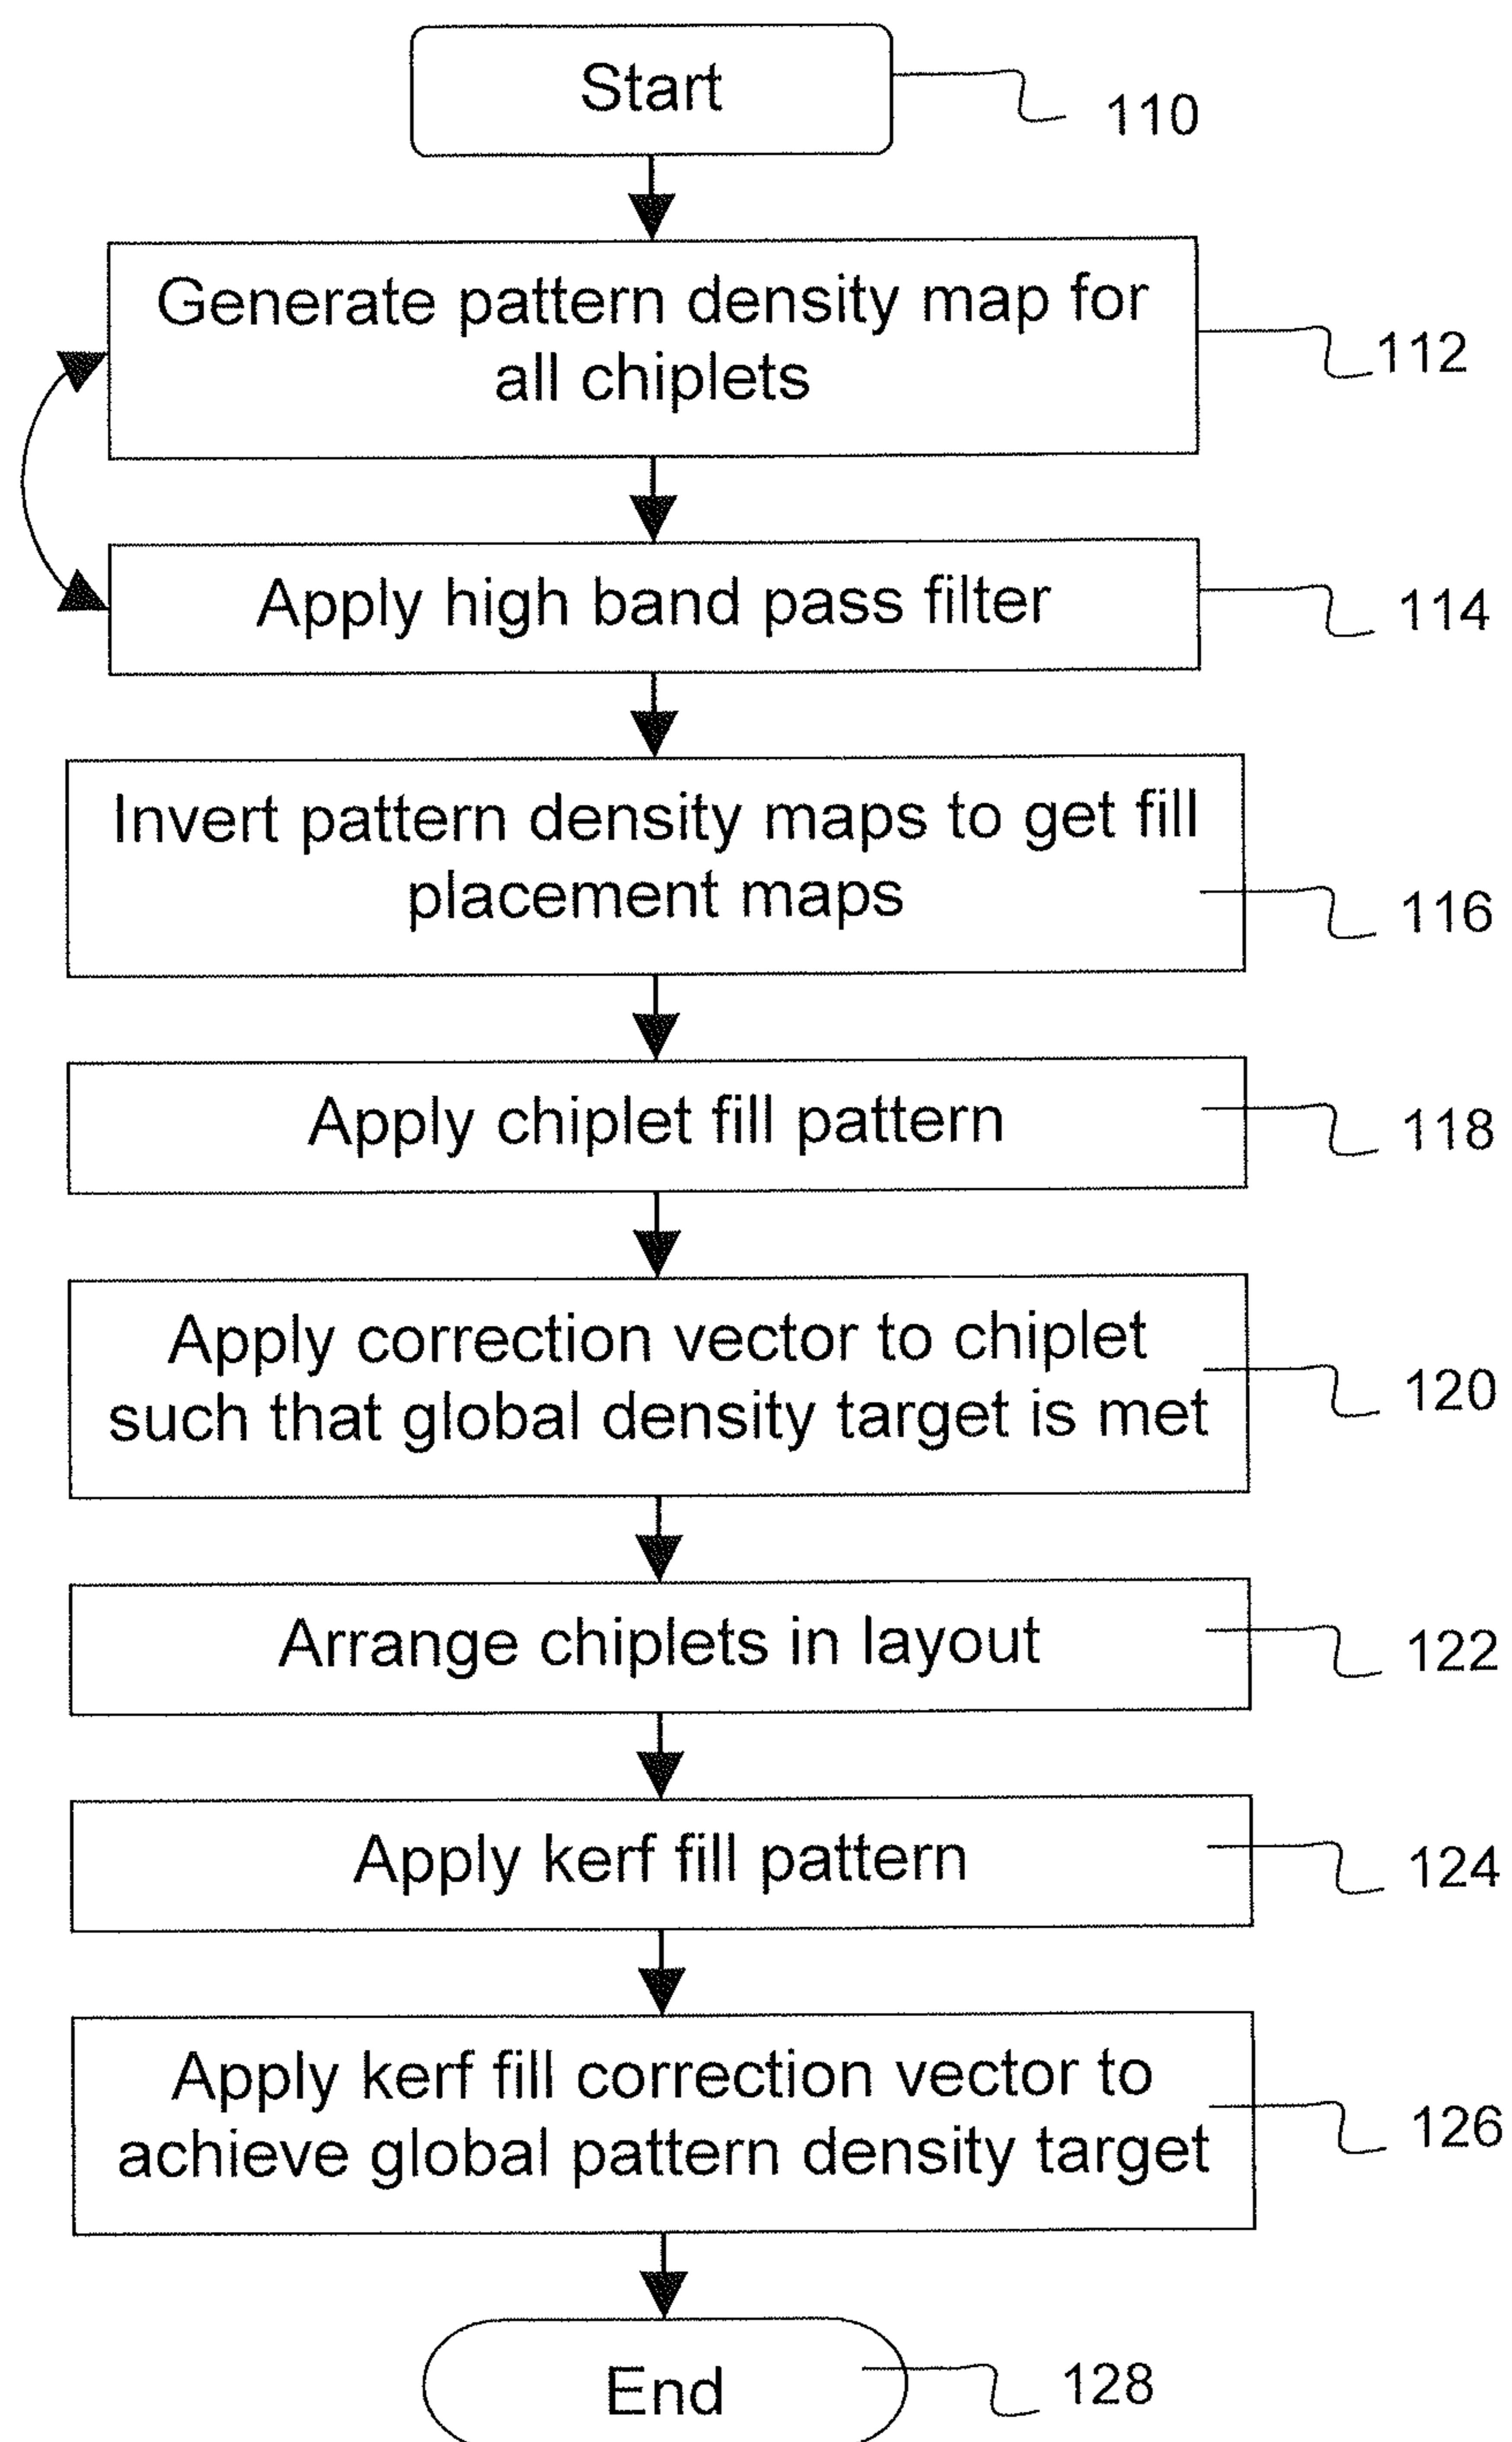 Start
110
Generate pattern density map for
all chiplets
112
Apply high band pass filter
114
Invert pattern density maps to get fill
placement maps
116
Apply chiplet fill pattern
118
Apply correction vector to chiplet
such that global density target is met
120
Arrange chiplets in layout
122
Apply kerf fill pattern
124
Apply kerf fill correction vector to
achieve global pattern density target
126
End
128